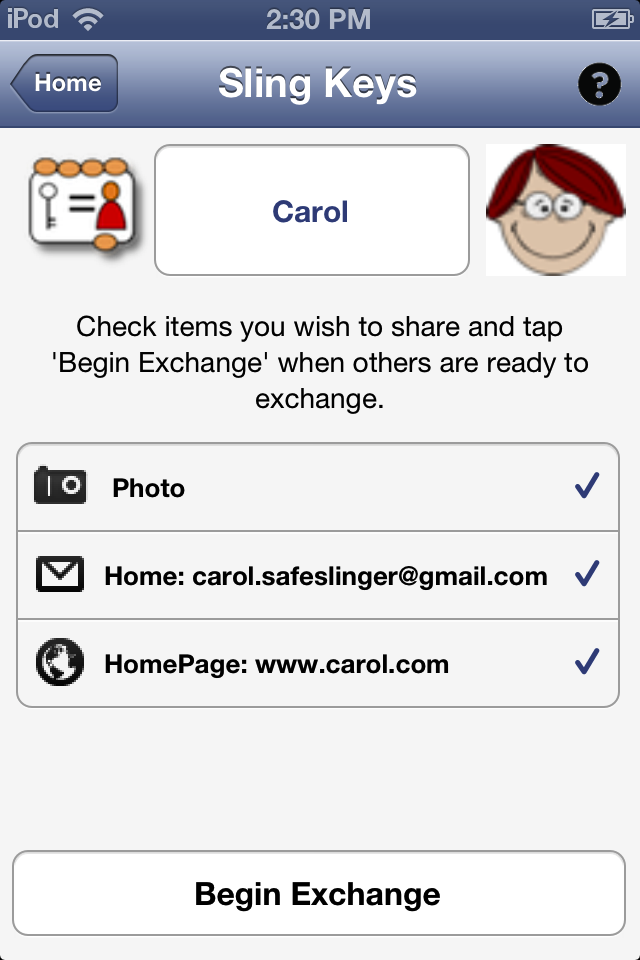 iPod 2:30 PM
Home Sling Keys ?
Carol
Check items you wish to share and tap
'Begin Exchange' when others are ready to
exchange.
Photo
Home: carol.safeslinger@gmail.com
HomePage: www.carol.com
Begin Exchange